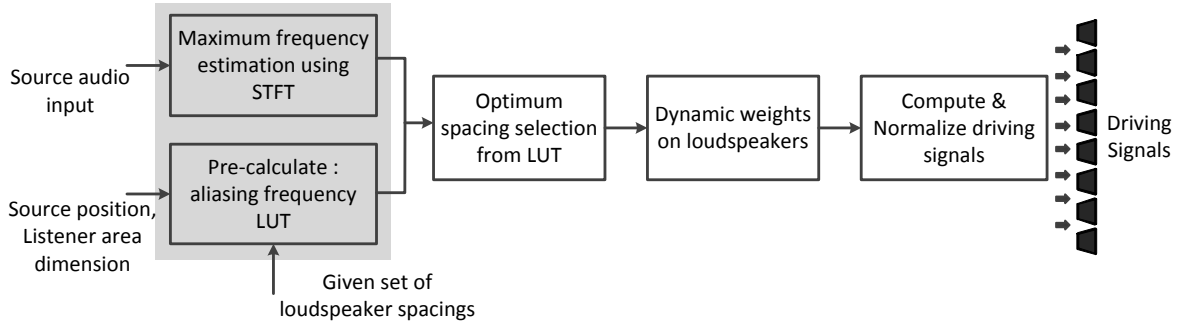 Source audio
input
Maximum frequency
estimation using
STFT
Source position,
Listener area
dimension
Pre-calculate :
aliasing frequency
LUT
Given set of
loudspeaker spacings
Optimum
spacing selection
from LUT
Dynamic weights
on loudspeakers
Compute &
Normalize driving
signals
Driving
Signals